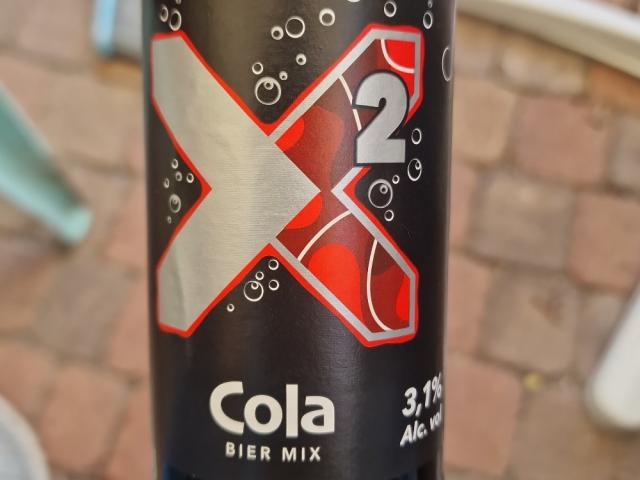 X2
Cola
BIER MIX
3,1%
Alc. vol